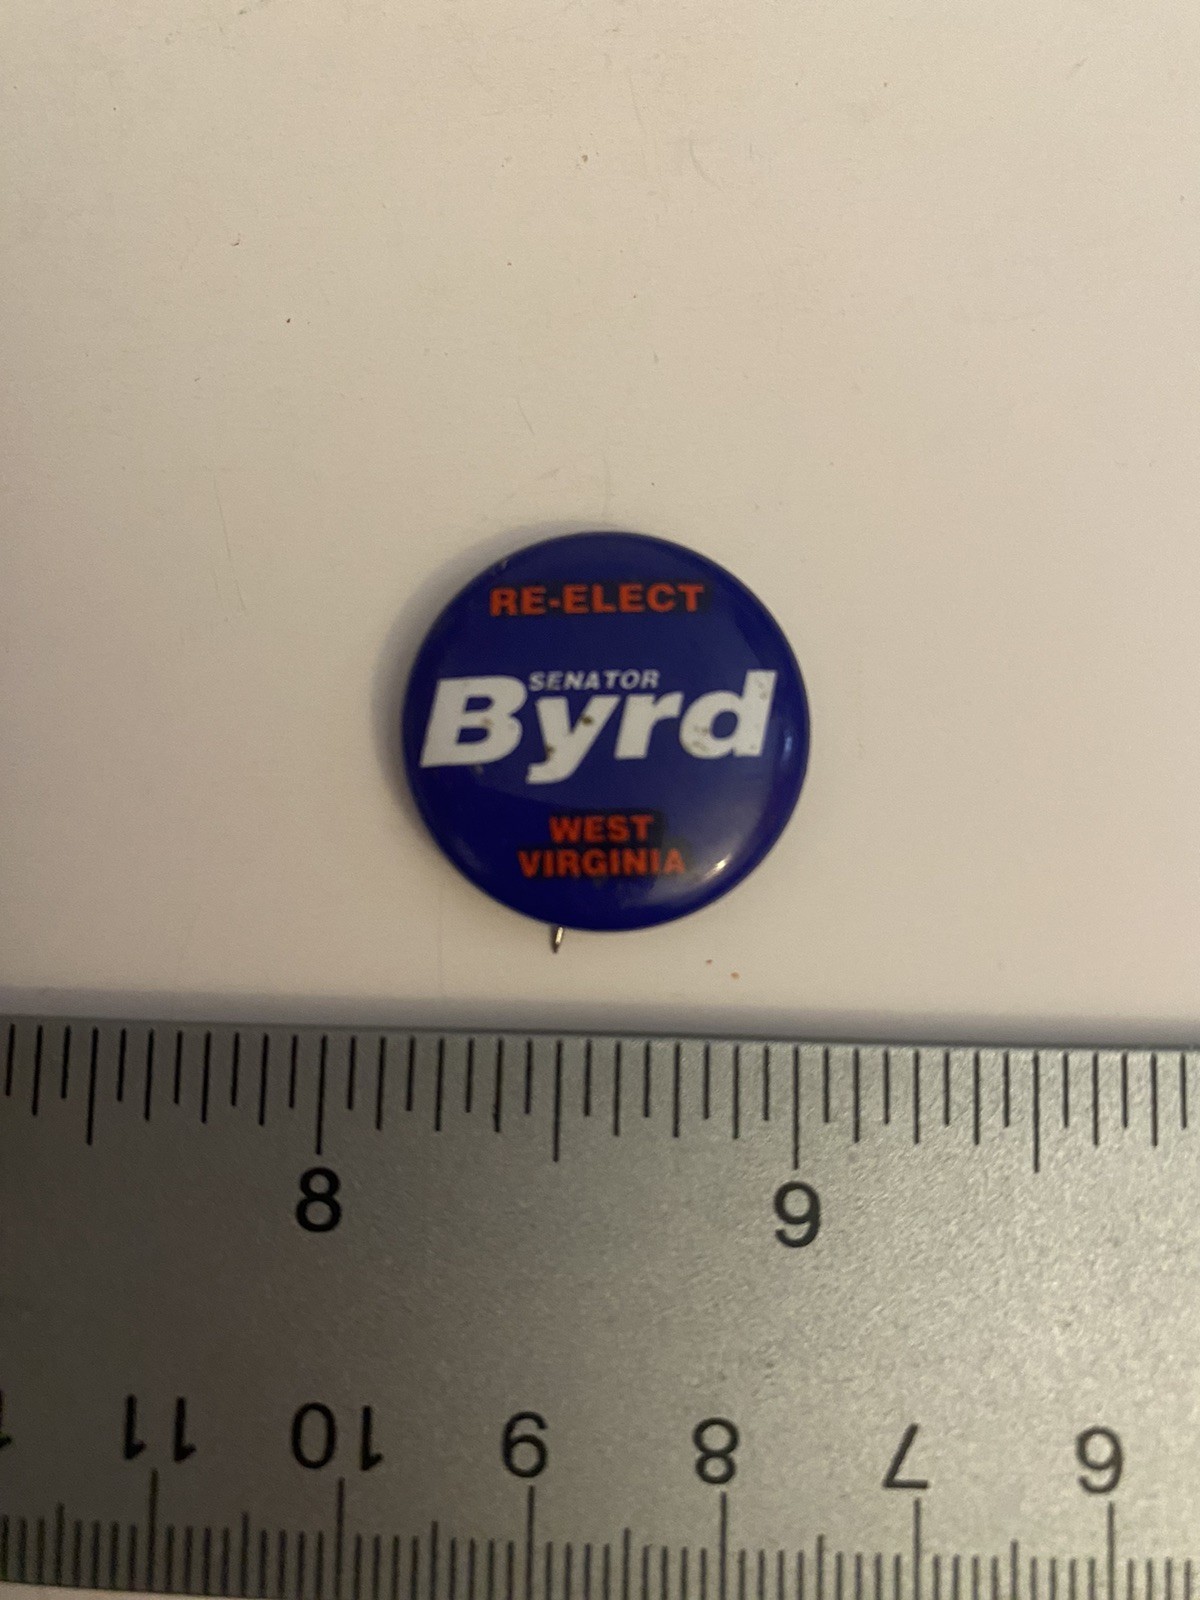 RE-ELECT
SENATOR
Byrd
WEST
VIRGINIA
8 9
11 10 9 8 7 6